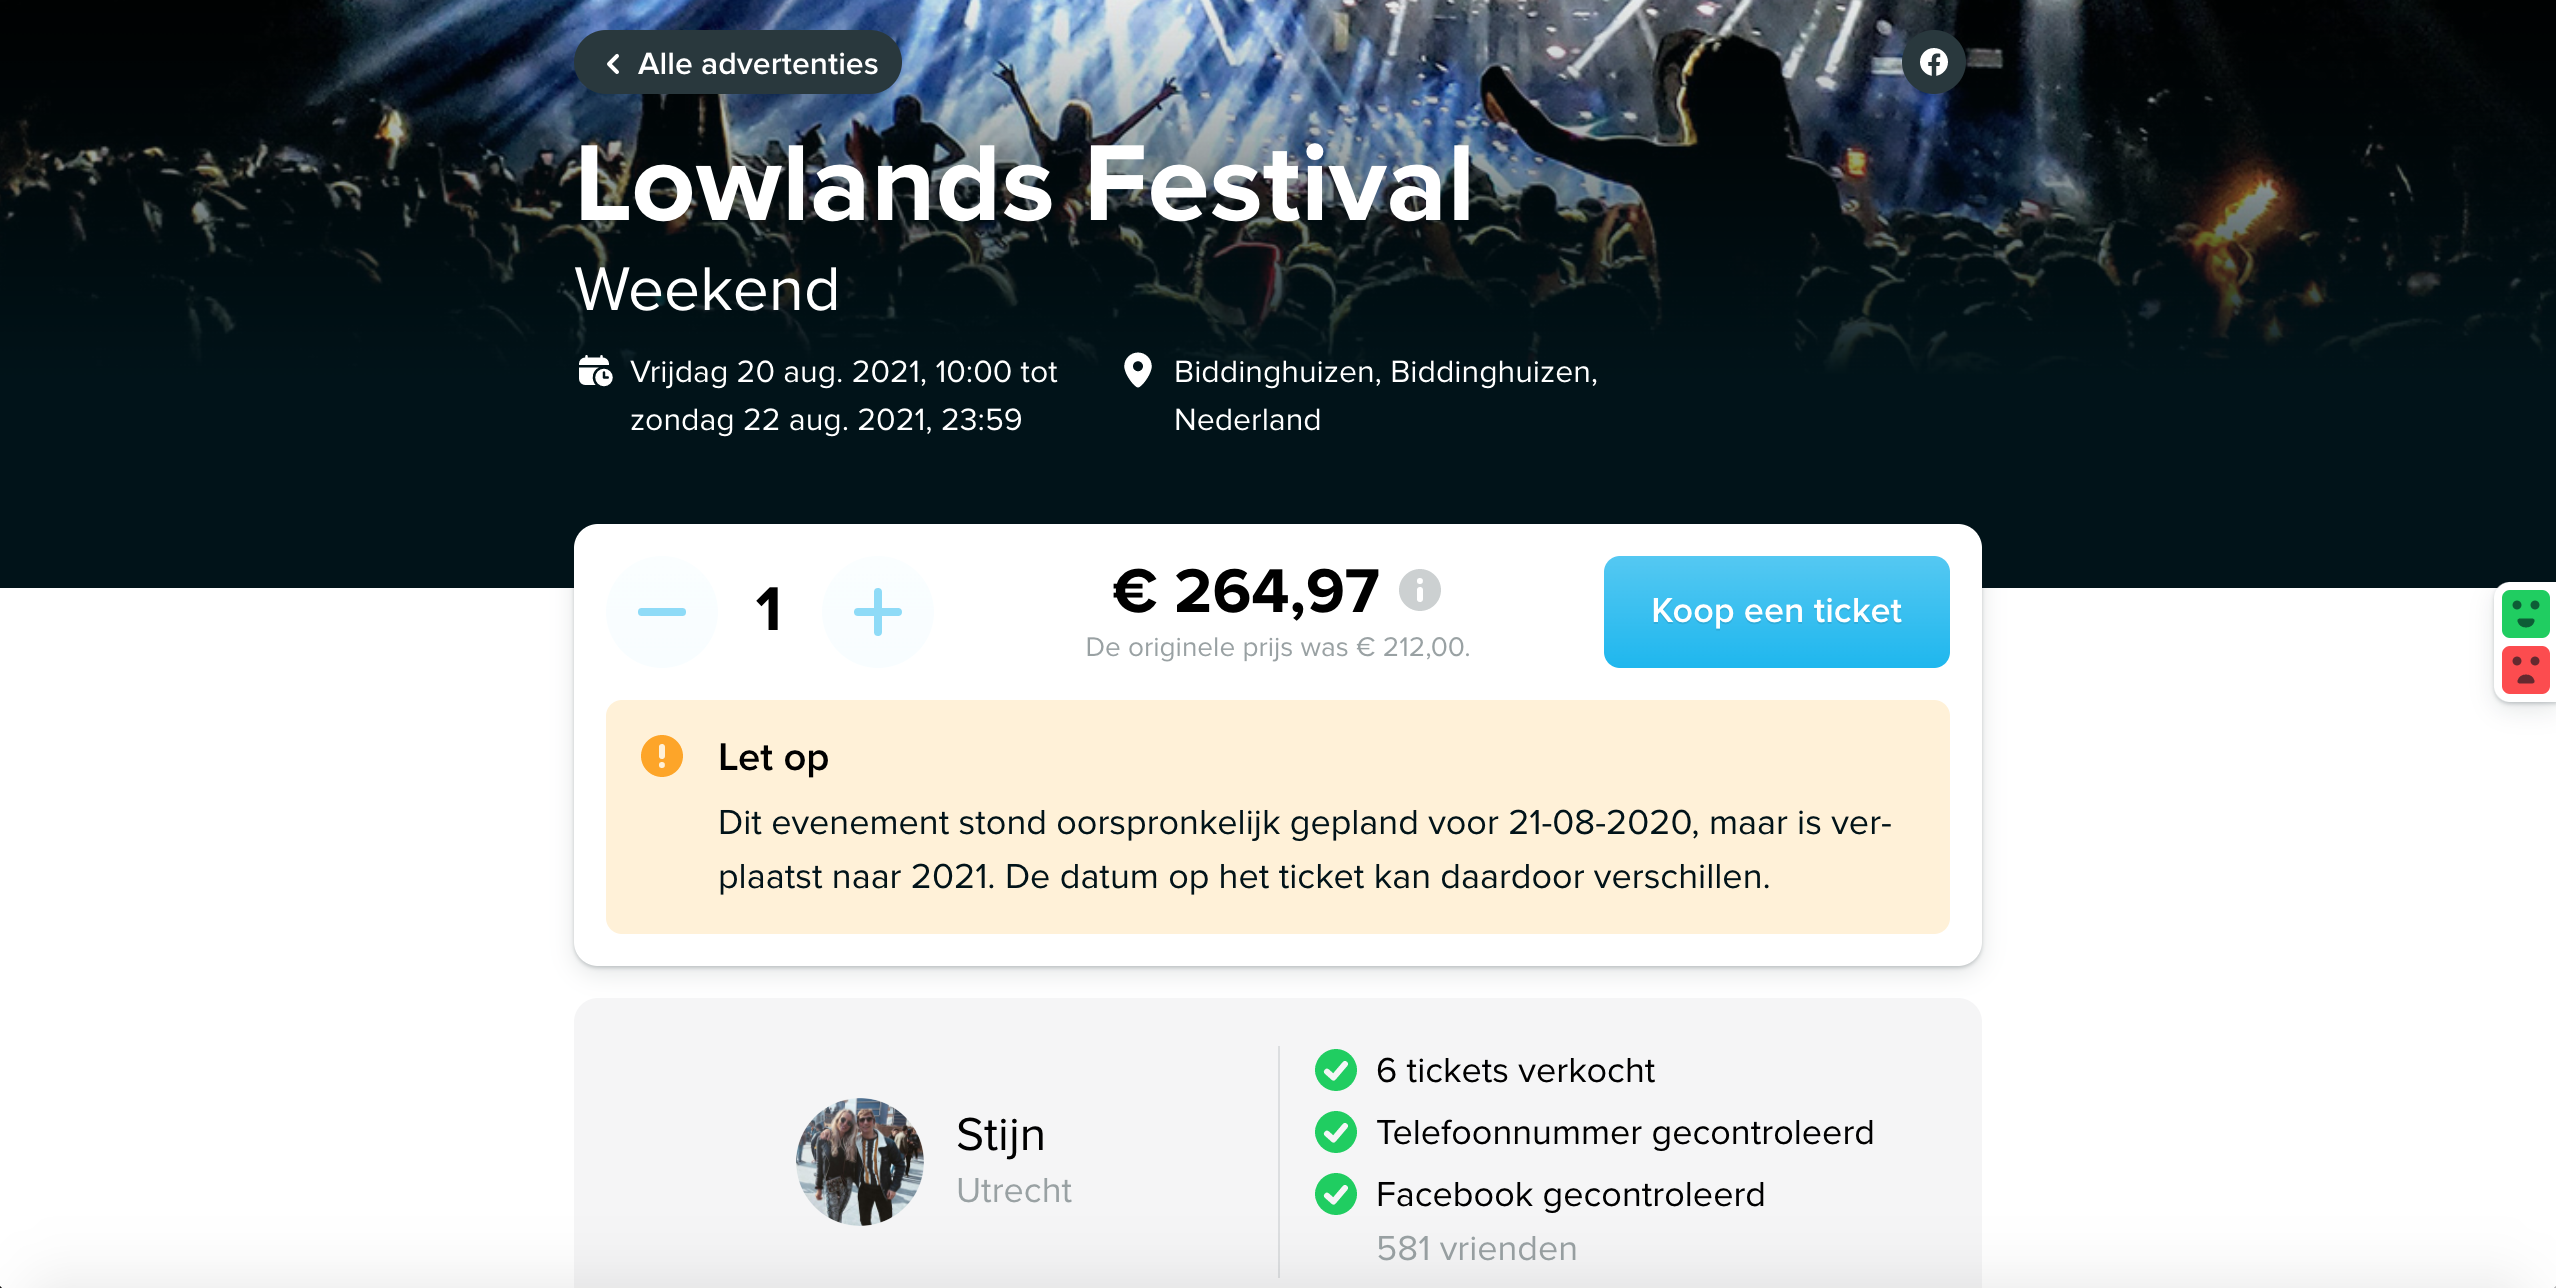 Alle advertenties
Lowlands Festival
Weekend
Vrijdag 20 aug. 2021, 10:00 tot
zondag 22 aug. 2021, 23:59
Biddinghuizen, Biddinghuizen,
Nederland
1
€ 264,97
De originele prijs was € 212,00.
Koop een ticket
Let op
Dit evenement stond oorspronkelijk gepland voor 21-08-2020, maar is ver-
plaatst naar 2021. De datum op het ticket kan daardoor verschillen.
Stijn
Utrecht
6 tickets verkocht
Telefoonnummer gecontroleerd
Facebook gecontroleerd
581 vrienden